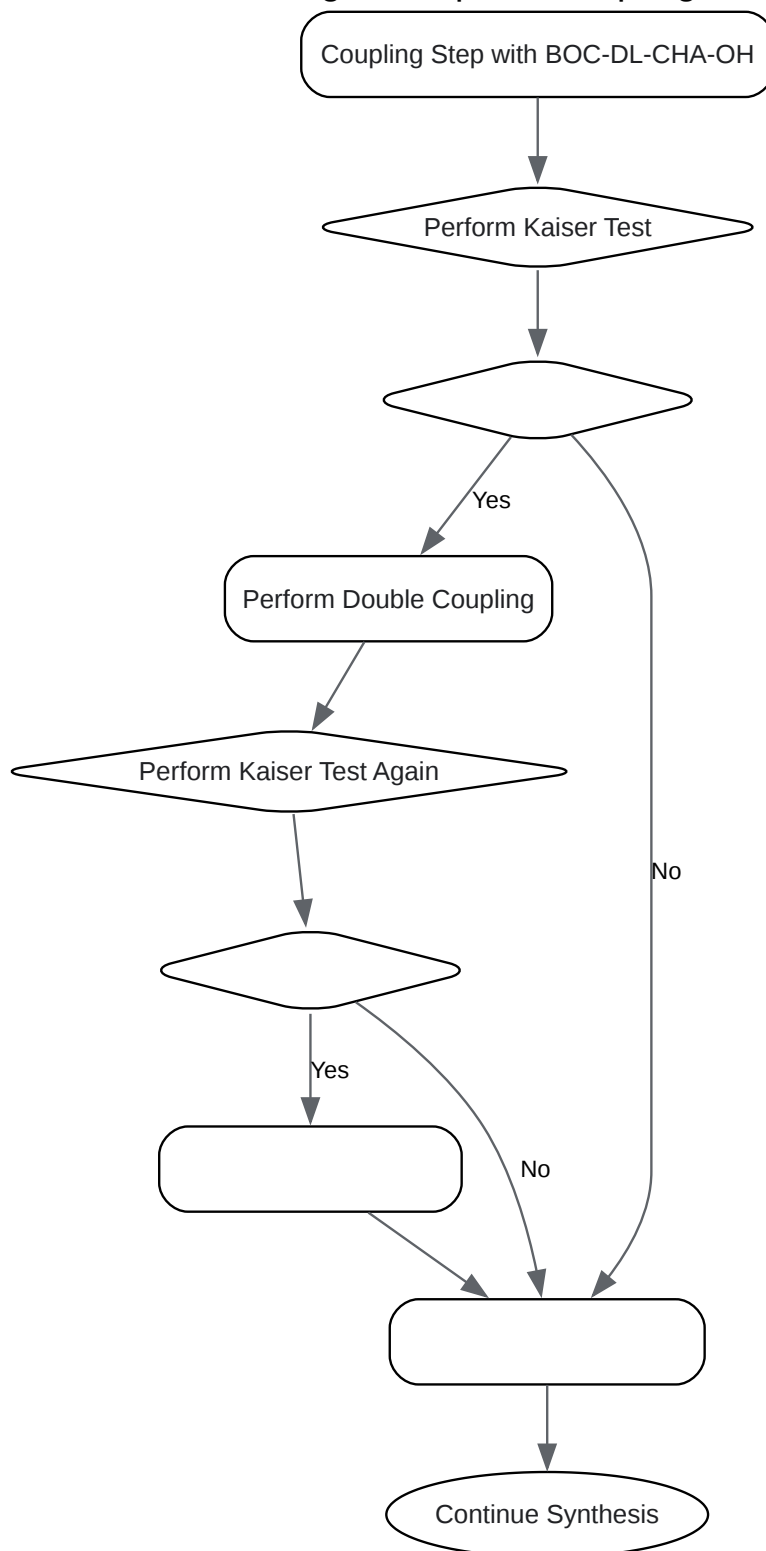 Coupling Step with BOC-DL-CHA-OH
Perform Kaiser Test
Yes
Perform Double Coupling
Perform Kaiser Test Again
No
Yes
No
Continue Synthesis